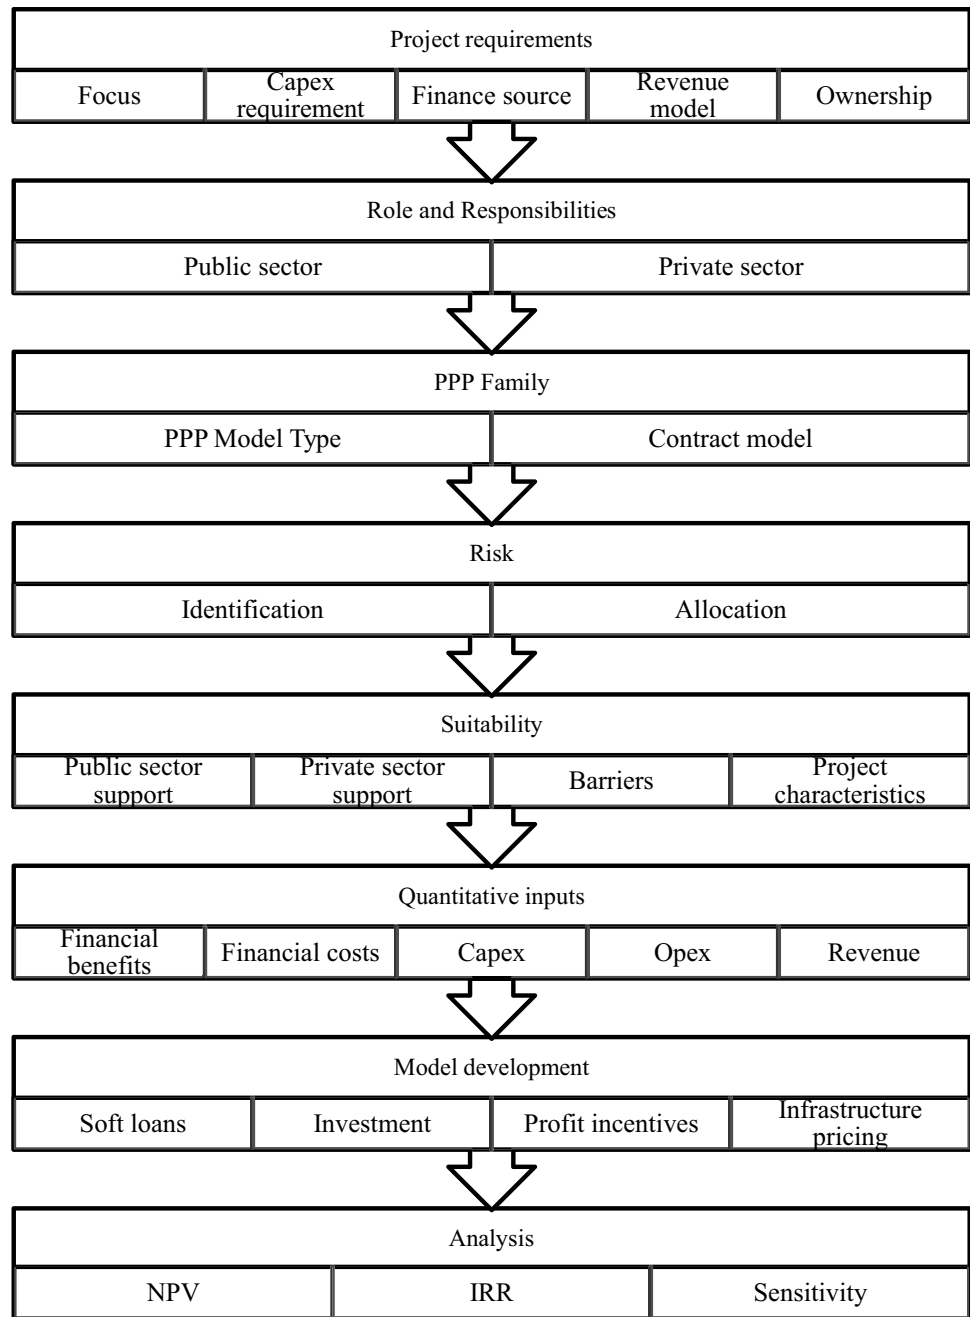 Project requirements
Focus
Capex
requirement
Finance source
Revenue
model
Ownership
Role and Responsibilities
Public sector
Private sector
PPP Family
PPP Model Type
Contract model
Risk
Identification
Allocation
Suitability
Public sector
support
Private sector
support
Barriers
Project
characteristics
Quantitative inputs
Financial
benefits
Financial costs
Capex
Opex
Revenue
Model development
Soft loans
Investment
Profit incentives
Infrastructure
pricing
Analysis
NPV
IRR
Sensitivity